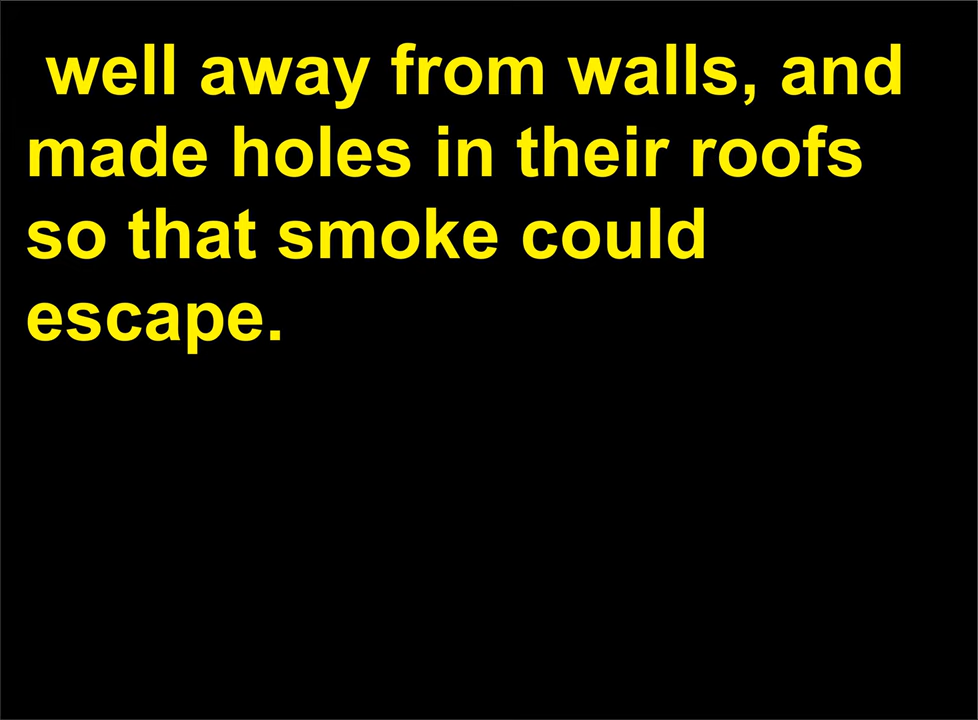 well away from walls, and
made holes in their roofs
so that smoke could
escape.